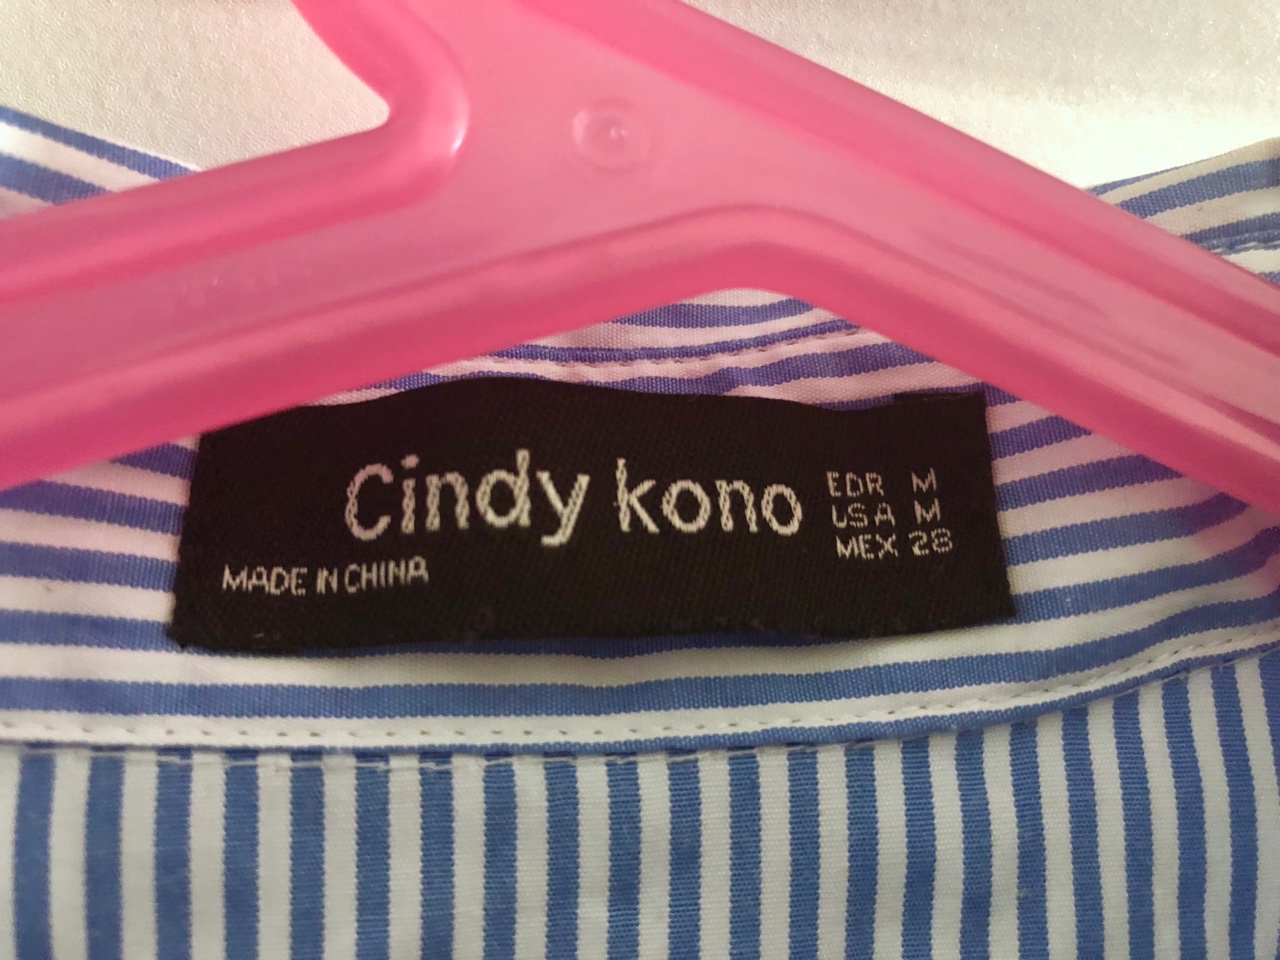 Cindy kono
EDR M
USA M
MEX 28
MADE IN CHINA